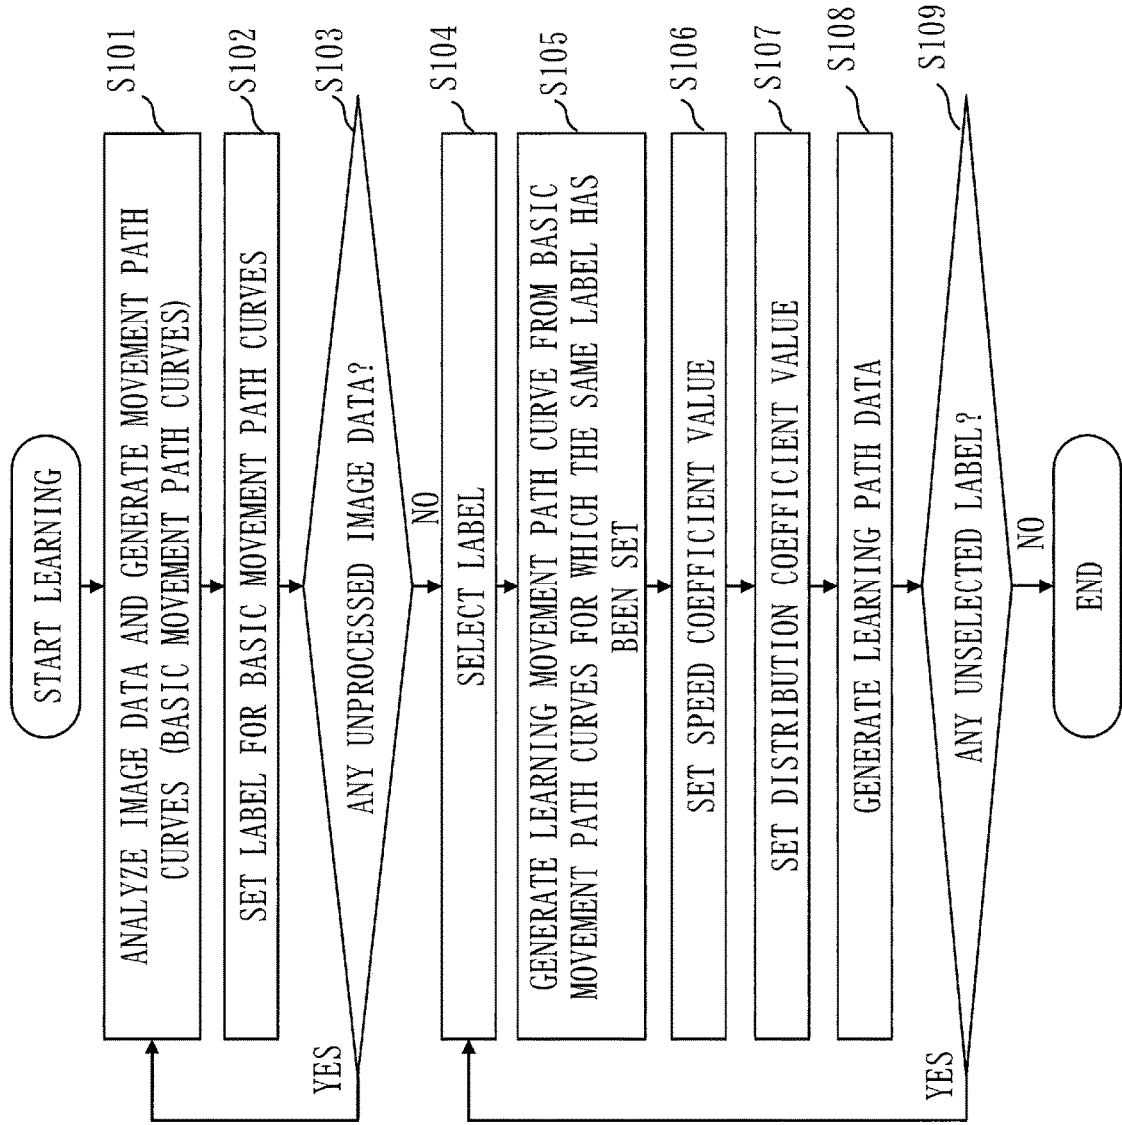 START LEARNING
S101
ANALYZE IMAGE DATA AND GENERATE MOVEMENT PATH
CURVES (BASIC MOVEMENT PATH CURVES)
S102
SET LABEL FOR BASIC MOVEMENT PATH CURVES
S103
ANY UNPROCESSED IMAGE DATA?
YES
NO
S104
SELECT LABEL
S105
GENERATE LEARNING MOVEMENT PATH CURVE FROM BASIC
MOVEMENT PATH CURVES FOR WHICH THE SAME LABEL HAS
BEEN SET
S106
SET SPEED COEFFICIENT VALUE
S107
SET DISTRIBUTION COEFFICIENT VALUE
S108
GENERATE LEARNING PATH DATA
S109
ANY UNSELECTED LABEL?
YES
NO
END